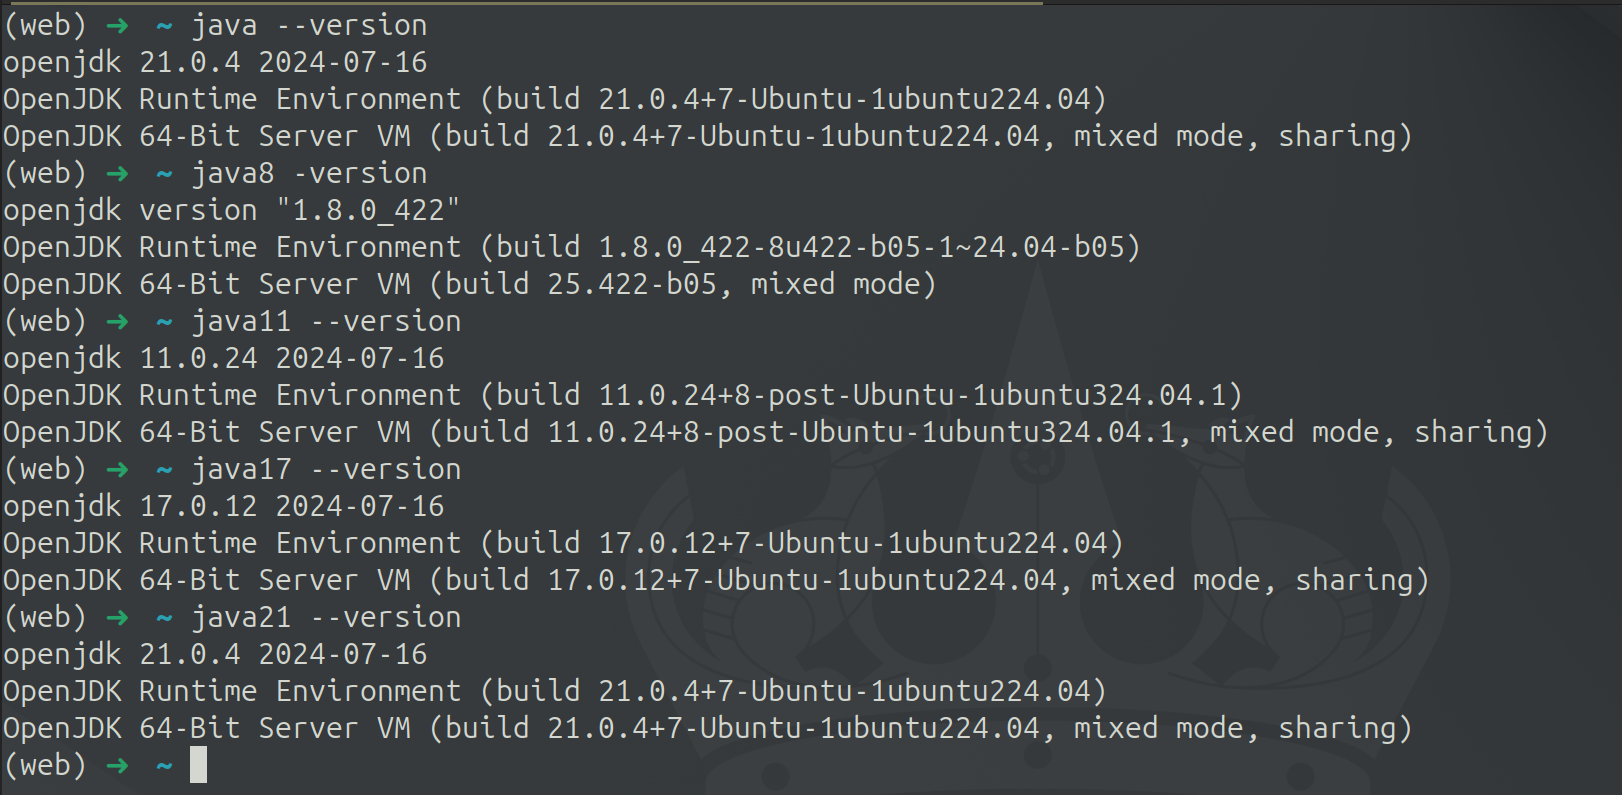 (web) ➜ ~ java --version
openjdk 21.0.4 2024-07-16
OpenJDK Runtime Environment (build 21.0.4+7-Ubuntu-1ubuntu224.04)
OpenJDK 64-Bit Server VM (build 21.0.4+7-Ubuntu-1ubuntu224.04, mixed mode, sharing)
(web) ➜ ~ java8 -version
openjdk version "1.8.0_422"
OpenJDK Runtime Environment (build 1.8.0_422-8u422-b05-1~24.04-b05)
OpenJDK 64-Bit Server VM (build 25.422-b05, mixed mode)
(web) ➜ ~ java11 --version
openjdk 11.0.24 2024-07-16
OpenJDK Runtime Environment (build 11.0.24+8-post-Ubuntu-1ubuntu324.04.1)
OpenJDK 64-Bit Server VM (build 11.0.24+8-post-Ubuntu-1ubuntu324.04.1, mixed mode, sharing)
(web) ➜ ~ java17 --version
openjdk 17.0.12 2024-07-16
OpenJDK Runtime Environment (build 17.0.12+7-Ubuntu-1ubuntu224.04)
OpenJDK 64-Bit Server VM (build 17.0.12+7-Ubuntu-1ubuntu224.04, mixed mode, sharing)
(web) ➜ ~ java21 --version
openjdk 21.0.4 2024-07-16
OpenJDK Runtime Environment (build 21.0.4+7-Ubuntu-1ubuntu224.04)
OpenJDK 64-Bit Server VM (build 21.0.4+7-Ubuntu-1ubuntu224.04, mixed mode, sharing)
(web) ➜ ~